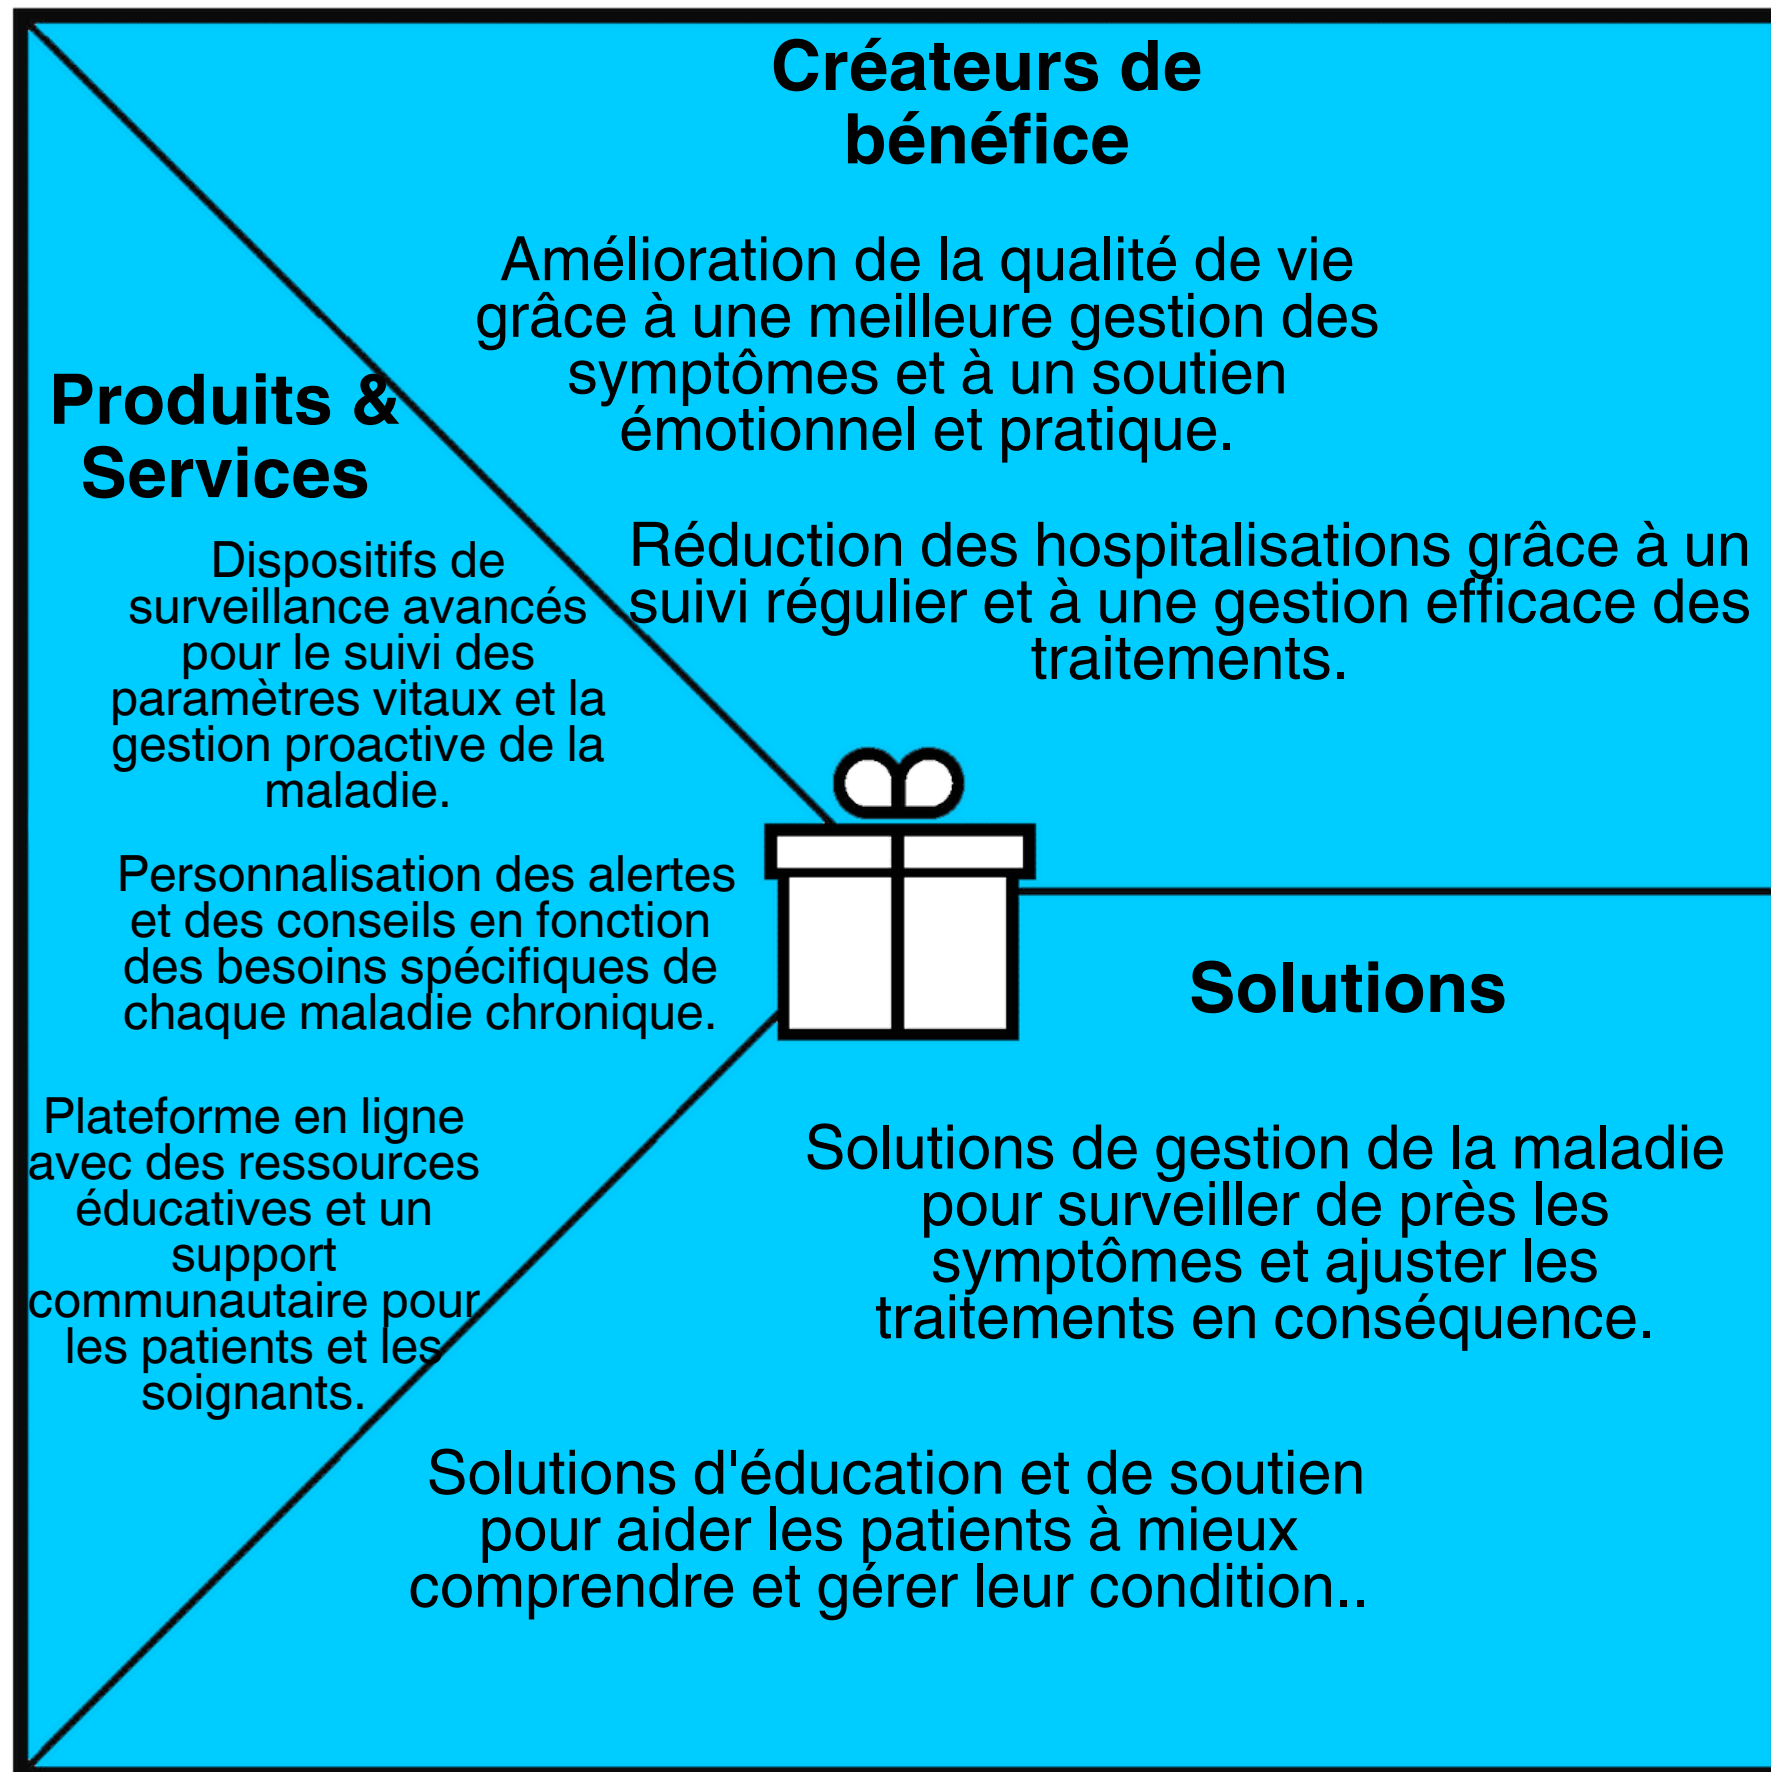 Créateurs de
bénéfice
Amélioration de la qualité de vie
grâce à une meilleure gestion des
symptômes et à un soutien
émotionnel et pratique.
Réduction des hospitalisations grâce à un
suivi régulier et à une gestion efficace des
traitements.
Produits &
Services
Dispositifs de
surveillance avancés
pour le suivi des
paramètres vitaux et la
gestion proactive de la
maladie.
Personnalisation des alertes
et des conseils en fonction
des besoins spécifiques de
chaque maladie chronique.
Plateforme en ligne
avec des ressources
éducatives et un
support
communautaire pour
les patients et les
soignants.
Solutions
Solutions de gestion de la maladie
pour surveiller de près les
symptômes et ajuster les
traitements en conséquence.
Solutions d'éducation et de soutien
pour aider les patients à mieux
comprendre et gérer leur condition..